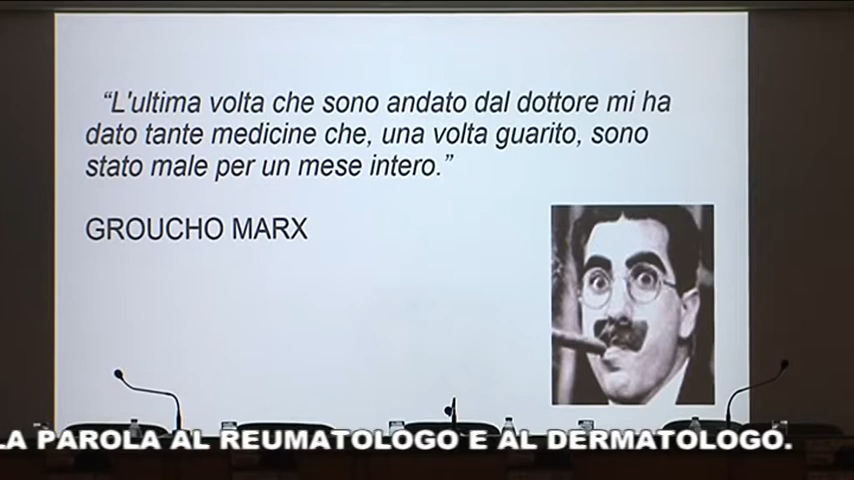 “L'ultima volta che sono andato dal dottore mi ha
dato tante medicine che, una volta guarito, sono
stato male per un mese intero.”
GROUCHO MARX
LA PAROLA AL REUMATOLOGO E AL DERMATOLOGO.